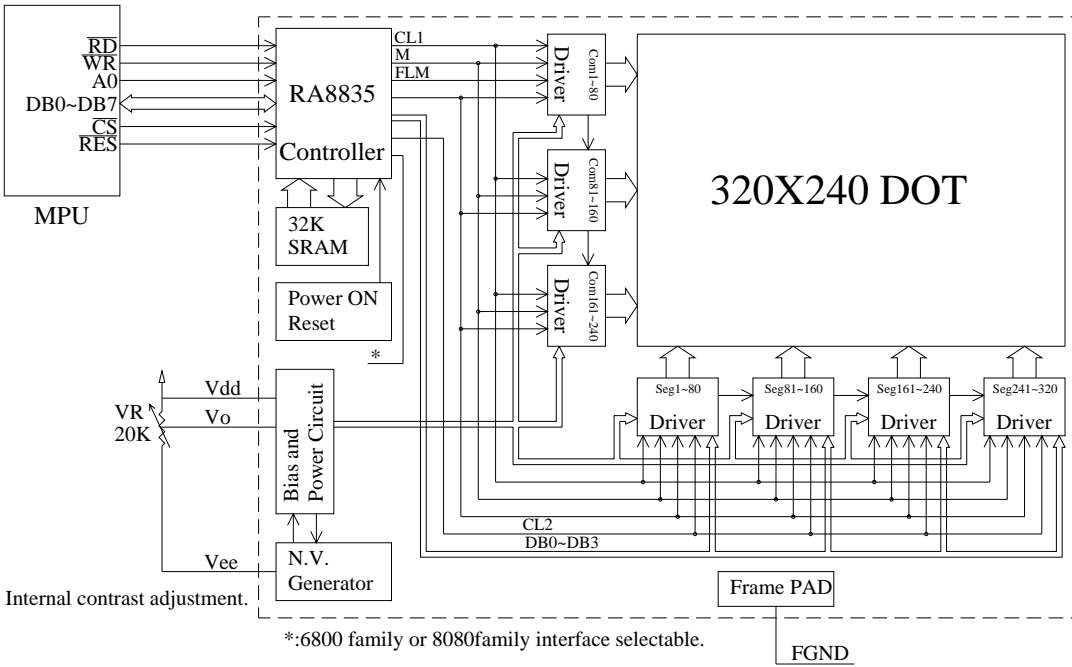 RD
WR
A0
DB0~DB7
CS
RES
MPU
RA8835
Controller
CL1
M
FLM
32K
SRAM
Power ON
Reset
*
Driver
Com1~80
Driver
Com81~160
Driver
Com161~240
320X240 DOT
Seg1~80
Driver
Seg81~160
Driver
Seg161~240
Driver
Seg241~320
Driver
Vdd
VR
20K
Vo
Bias and
Power Circuit
CL2
DB0~DB3
Vee
N.V.
Generator
Internal contrast adjustment.
Frame PAD
*:6800 family or 8080family interface selectable.
FGND